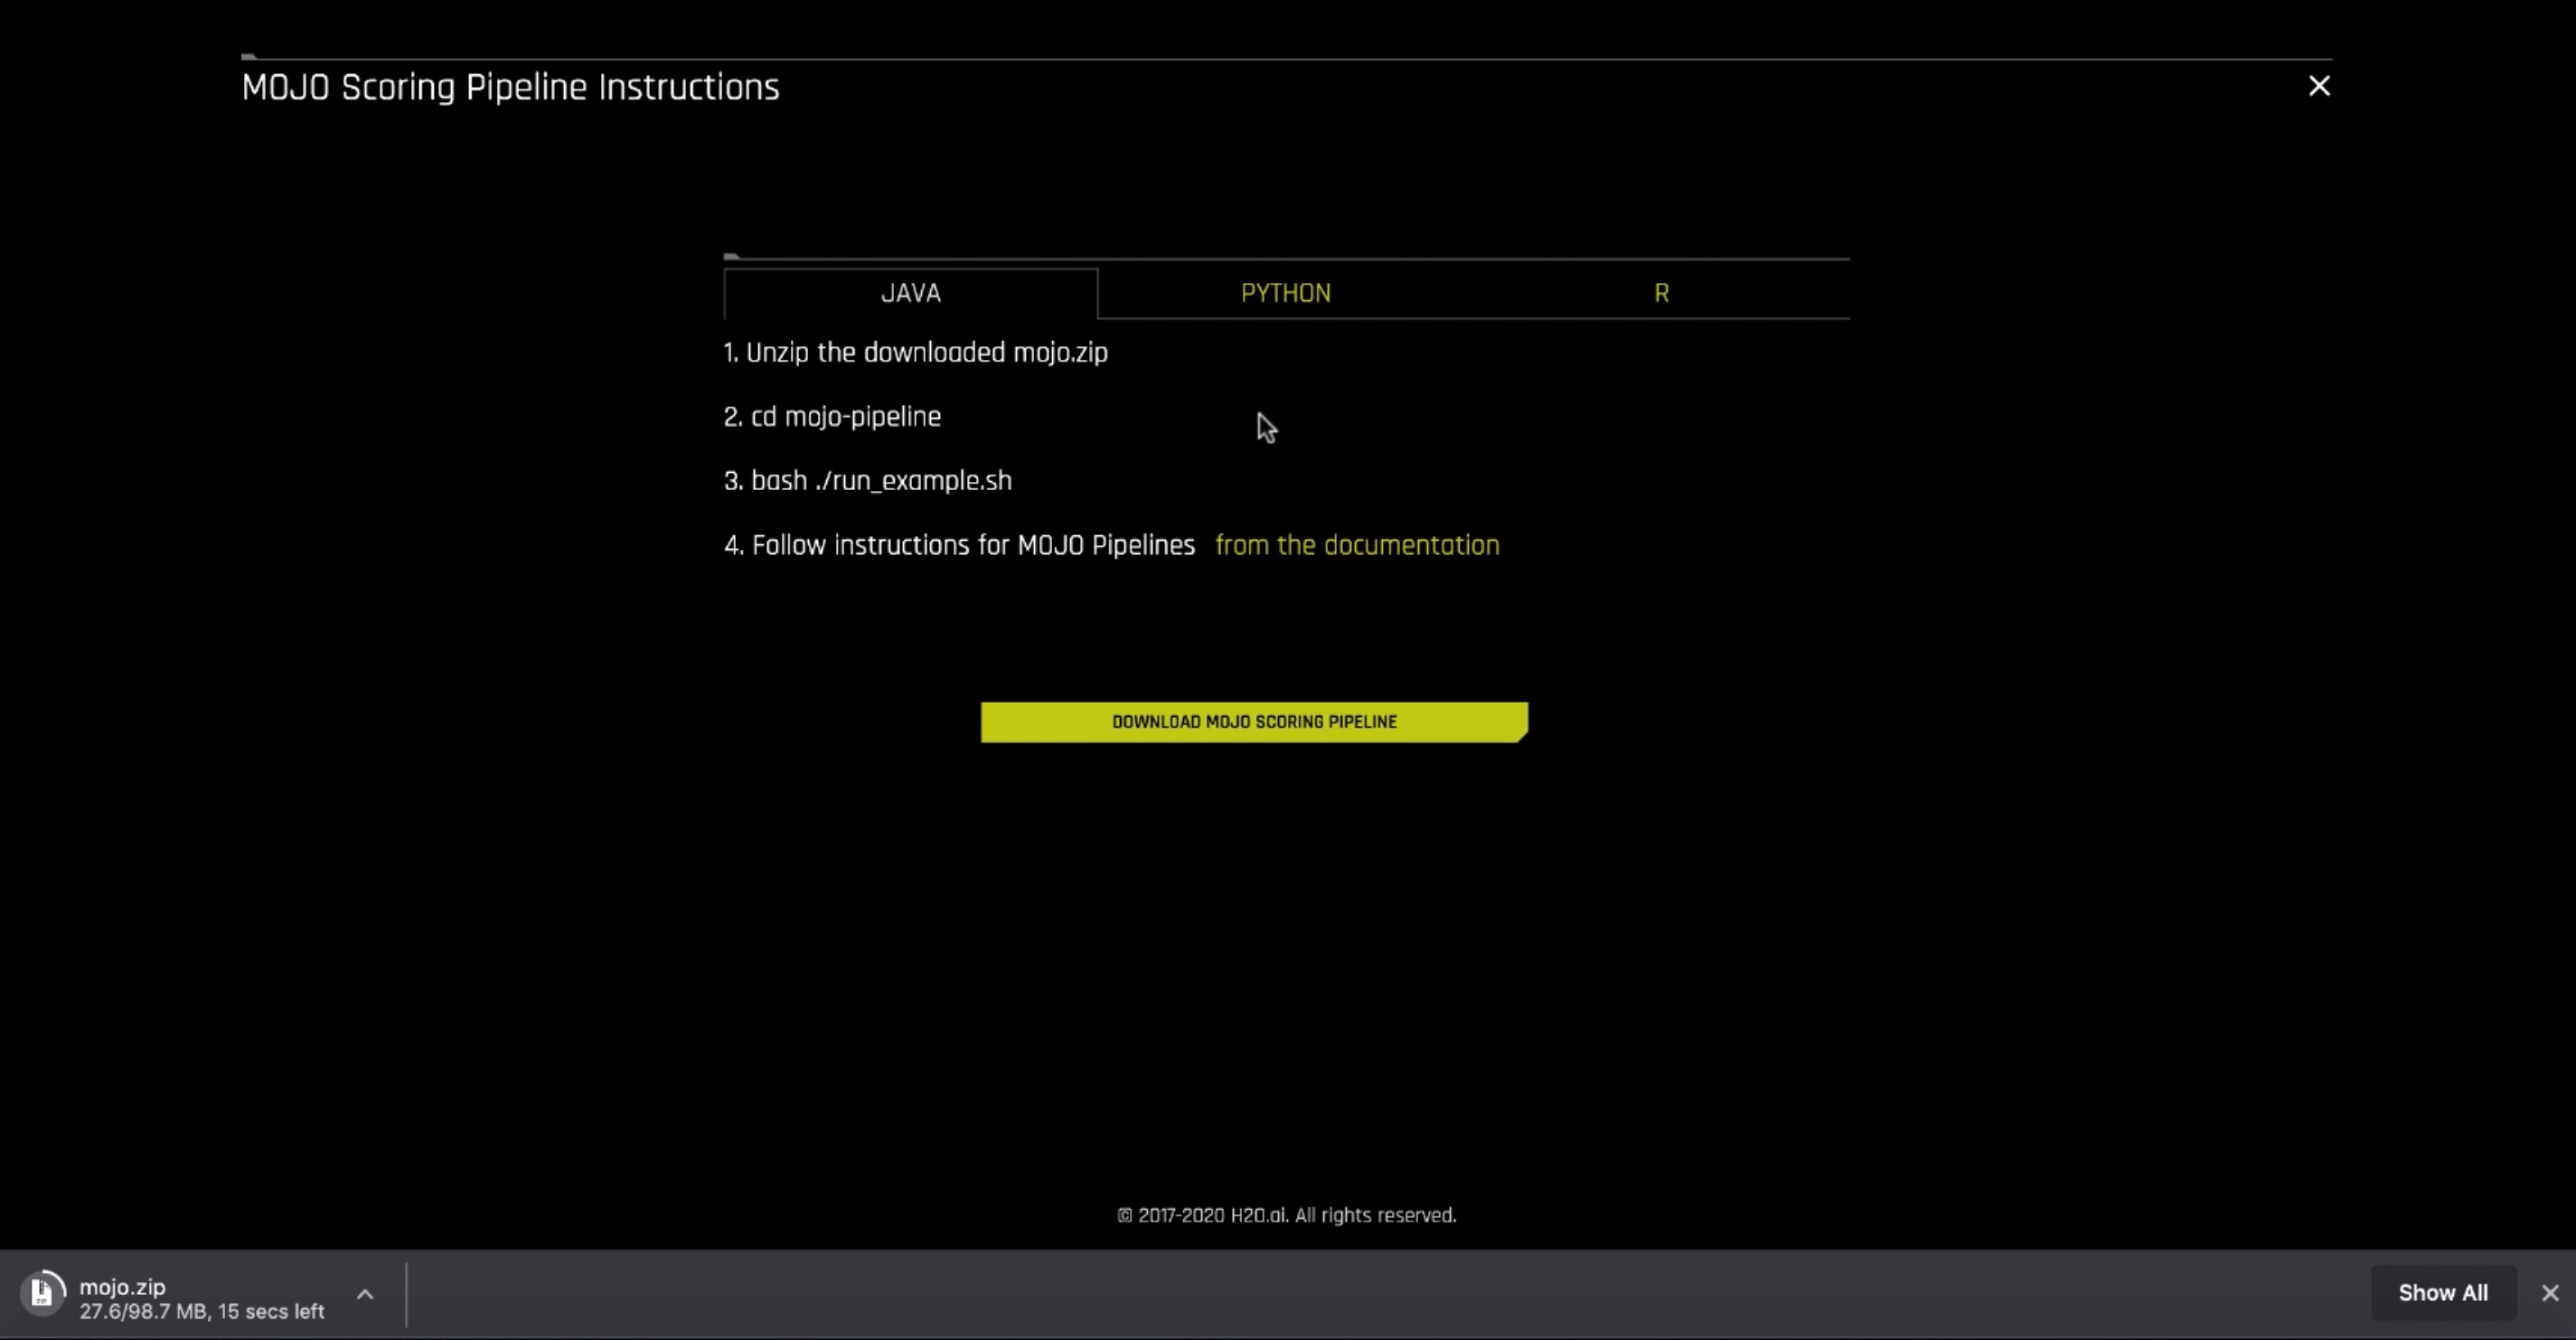 MOJO Scoring Pipeline Instructions
JAVA
PYTHON
R
1. Unzip the downloaded mojo.zip
2. cd mojo-pipeline
3. bash ./run_example.sh
4. Follow instructions for MOJO Pipelines from the documentation
DOWNLOAD MOJO SCORING PIPELINE
© 2017-2020 H2O.ai. All rights reserved.
mojo.zip
27.6/98.7 MB, 15 secs left
Show All